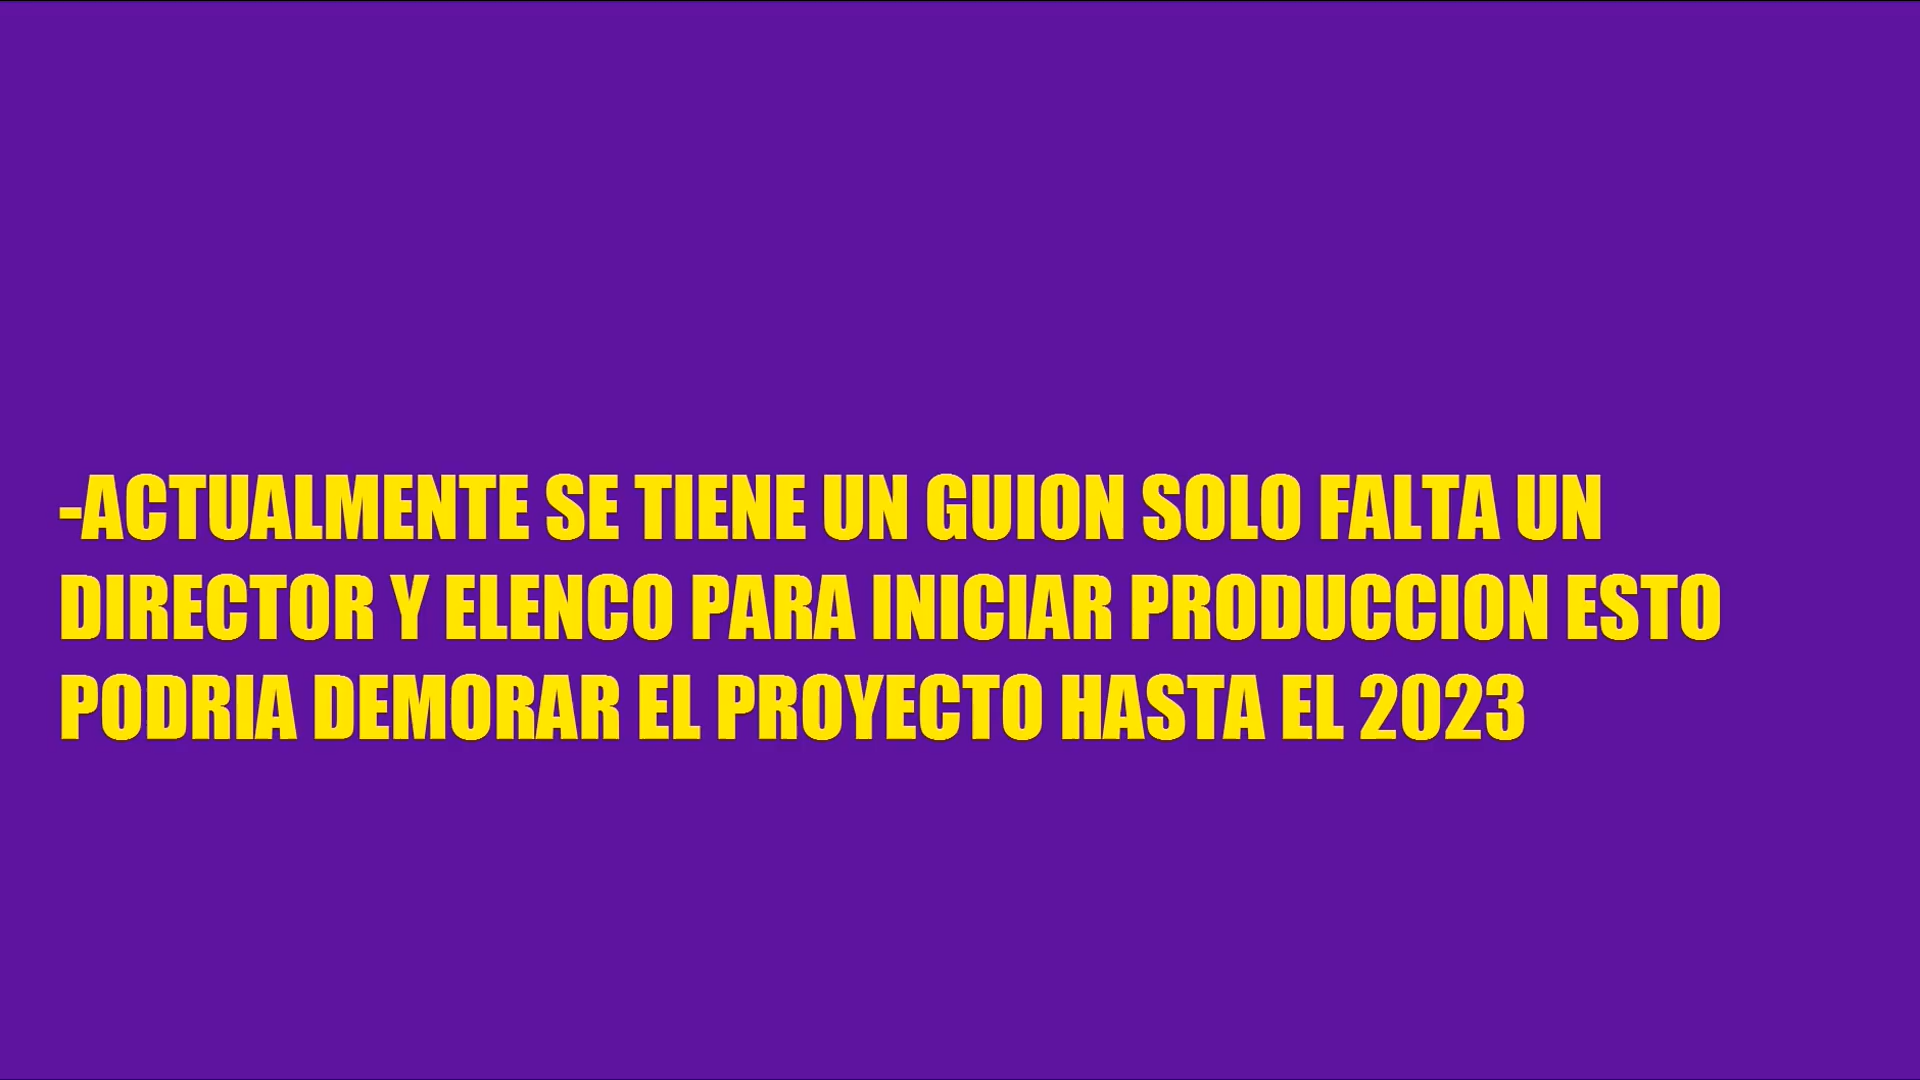 -ACTUALMENTE SE TIENE UN GUION SOLO FALTA UN
DIRECTOR Y ELENCO PARA INICIAR PRODUCCION ESTO
PODRIA DEMORAR EL PROYECTO HASTA EL 2023